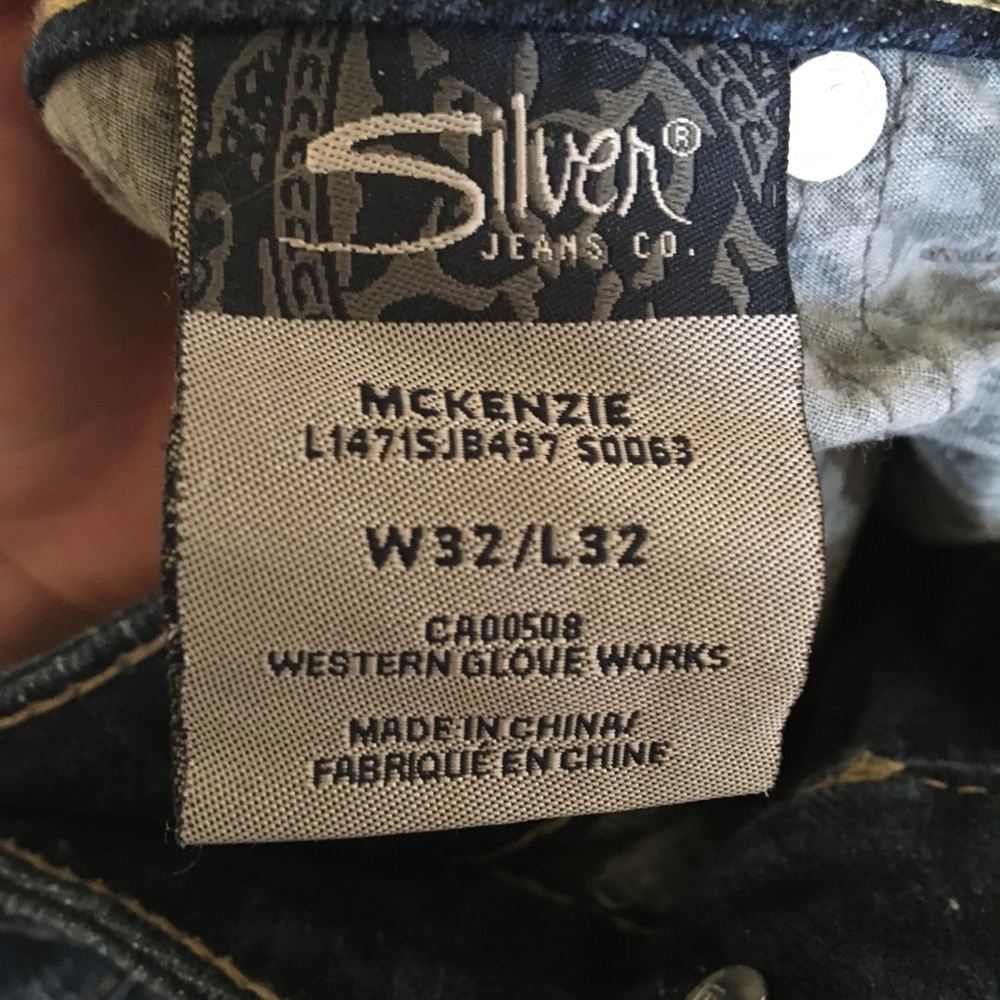 Silver®
JEANS CO.
MCKENZIE
L1471SJB497 S0063
W32/L32
CA00508
WESTERN GLOVE WORKS
MADE IN CHINA/
FABRIQUÉ EN CHINE